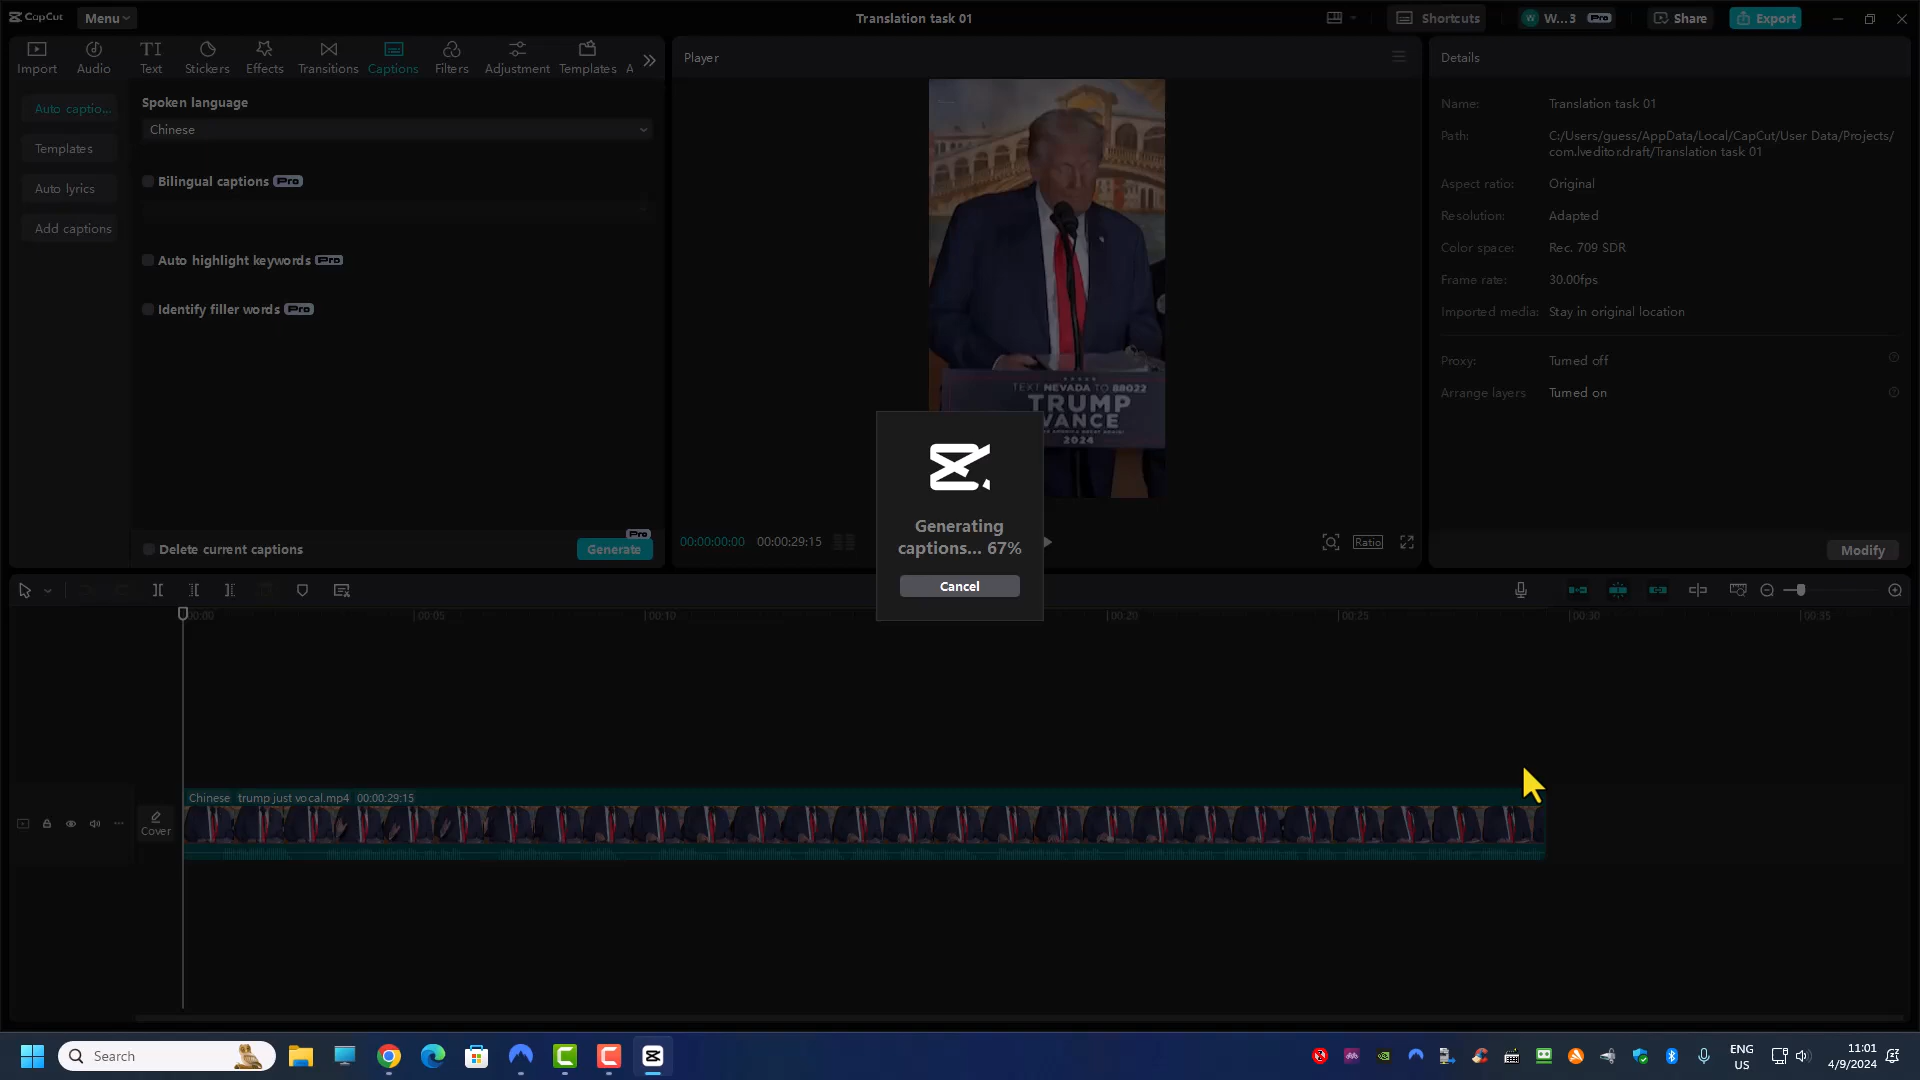 CapCut
Menu
Translation task 01
Shortcuts
W...3
Pro
Share
Export
Import
Audio
Text
Stickers
Effects
Transitions
Captions
Filters
Adjustment
Templates
A
Auto captio...
Templates
Auto lyrics
Add captions
Spoken language
Chinese
Bilingual captions Pro
Auto highlight keywords Pro
Identify filler words Pro
Delete current captions
Pro
Generate
Player
TEXT NEVADA TO 88022
TRUMP
VANCE
2024
00:00:00:00 00:00:29:15
Ratio
Generating
captions... 67%
Cancel
Details
Name: Translation task 01
Path: C:/Users/guess/AppData/Local/CapCut/User Data/Projects/
com.lveditor.draft/Translation task 01
Aspect ratio: Original
Resolution: Adapted
Color space: Rec. 709 SDR
Frame rate: 30.00fps
Imported media: Stay in original location
Proxy: Turned off
Arrange layers Turned on
Modify
00:00 00:05 00:10 00:20 00:25 00:30 00:35
Cover
Chinese trump just vocal.mp4 00:00:29:15
Search
ENG
US
11:01
4/9/2024